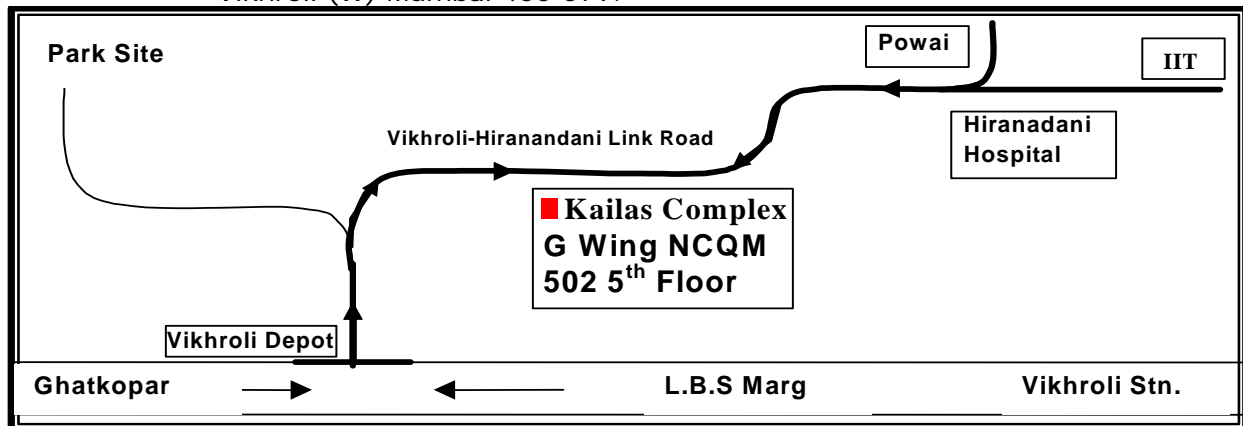 Park Site
Powai
IIT
Hiranadani
Hospital
Vikhroli-Hiranandani Link Road
Kailas Complex
G Wing NCQM
502 5th Floor
Vikhroli Depot
Ghatkopar
L.B.S Marg
Vikhroli Stn.